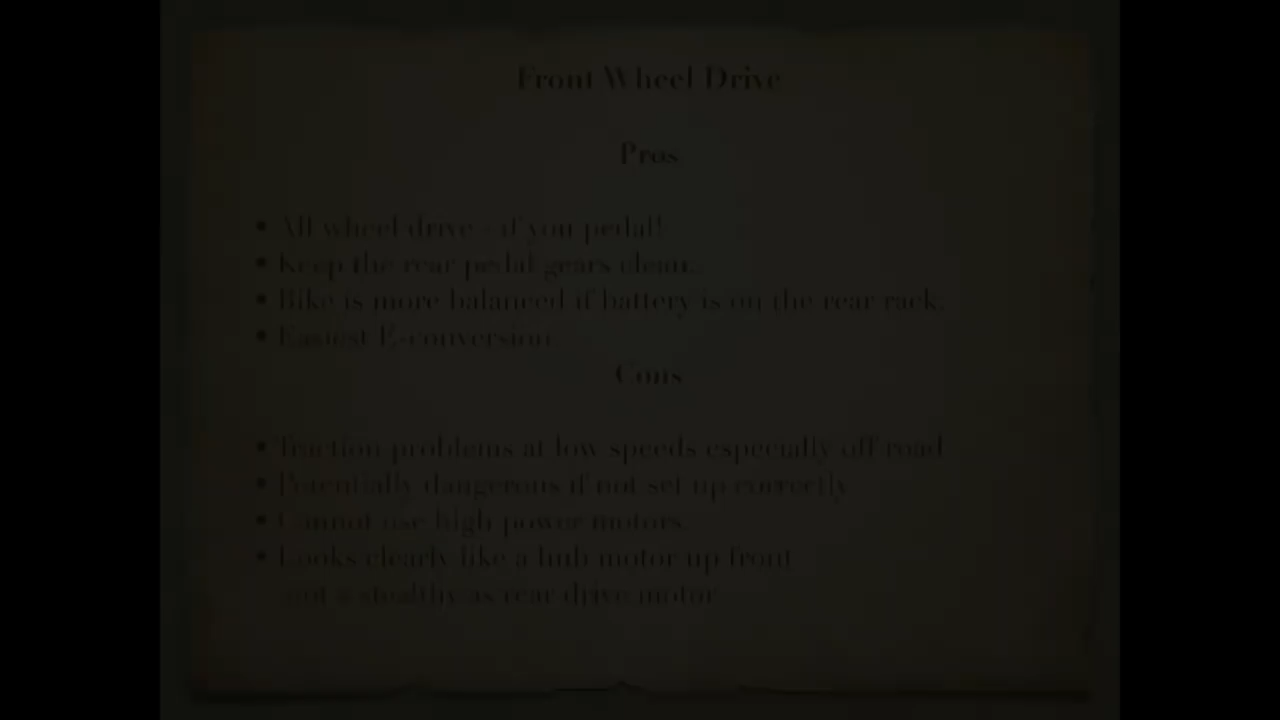 Front Wheel Drive
Pros
• All wheel drive - if you pedal!
• Keep the rear pedal gears clean.
• Bike is more balanced if battery is on the rear rack.
• Easiest E-conversion
Cons
• Traction problems at low speeds especially off road
• Potentially dangerous if not set up correctly
• Cannot use high power motors
• Looks clearly like a hub motor up front
stealthy as rear drive motor